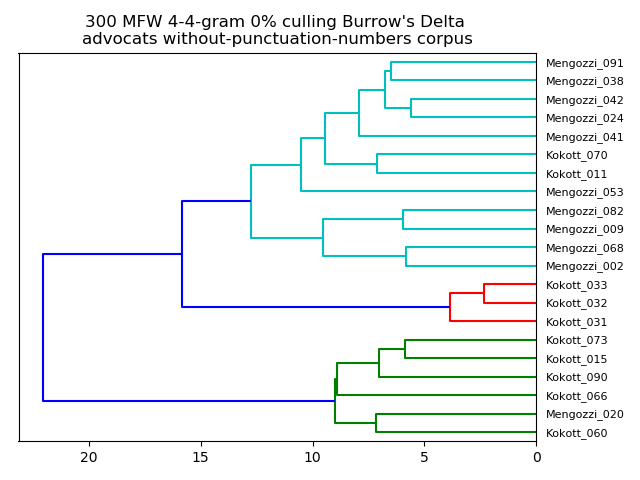 300 MFW 4-4-gram 0% culling Burrow's Delta
advocats without-punctuation-numbers corpus
Mengozzi_091
Mengozzi_038
Mengozzi_042
Mengozzi_024
Mengozzi_041
Kokott_070
Kokott_011
Mengozzi_053
Mengozzi_082
Mengozzi_009
Mengozzi_068
Mengozzi_002
Kokott_033
Kokott_032
Kokott_031
Kokott_073
Kokott_015
Kokott_090
Kokott_066
Mengozzi_020
Kokott_060
20 15 10 5 0